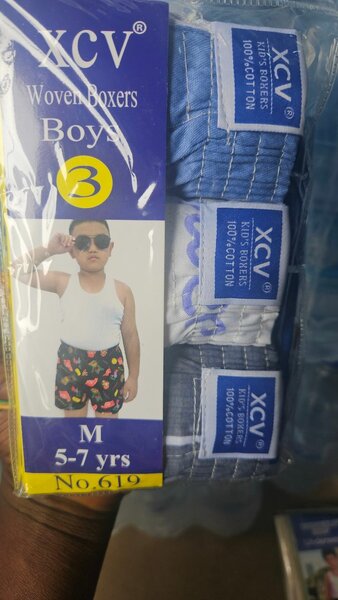 XCV®
Woven Boxers
Boys
3
M
5-7 yrs
No.619
XCV®
KID'S BOXERS
100%COTTON
XCV®
KID'S BOXERS
100%COTTON
XCV®
KID'S BOXERS
100%COTTON